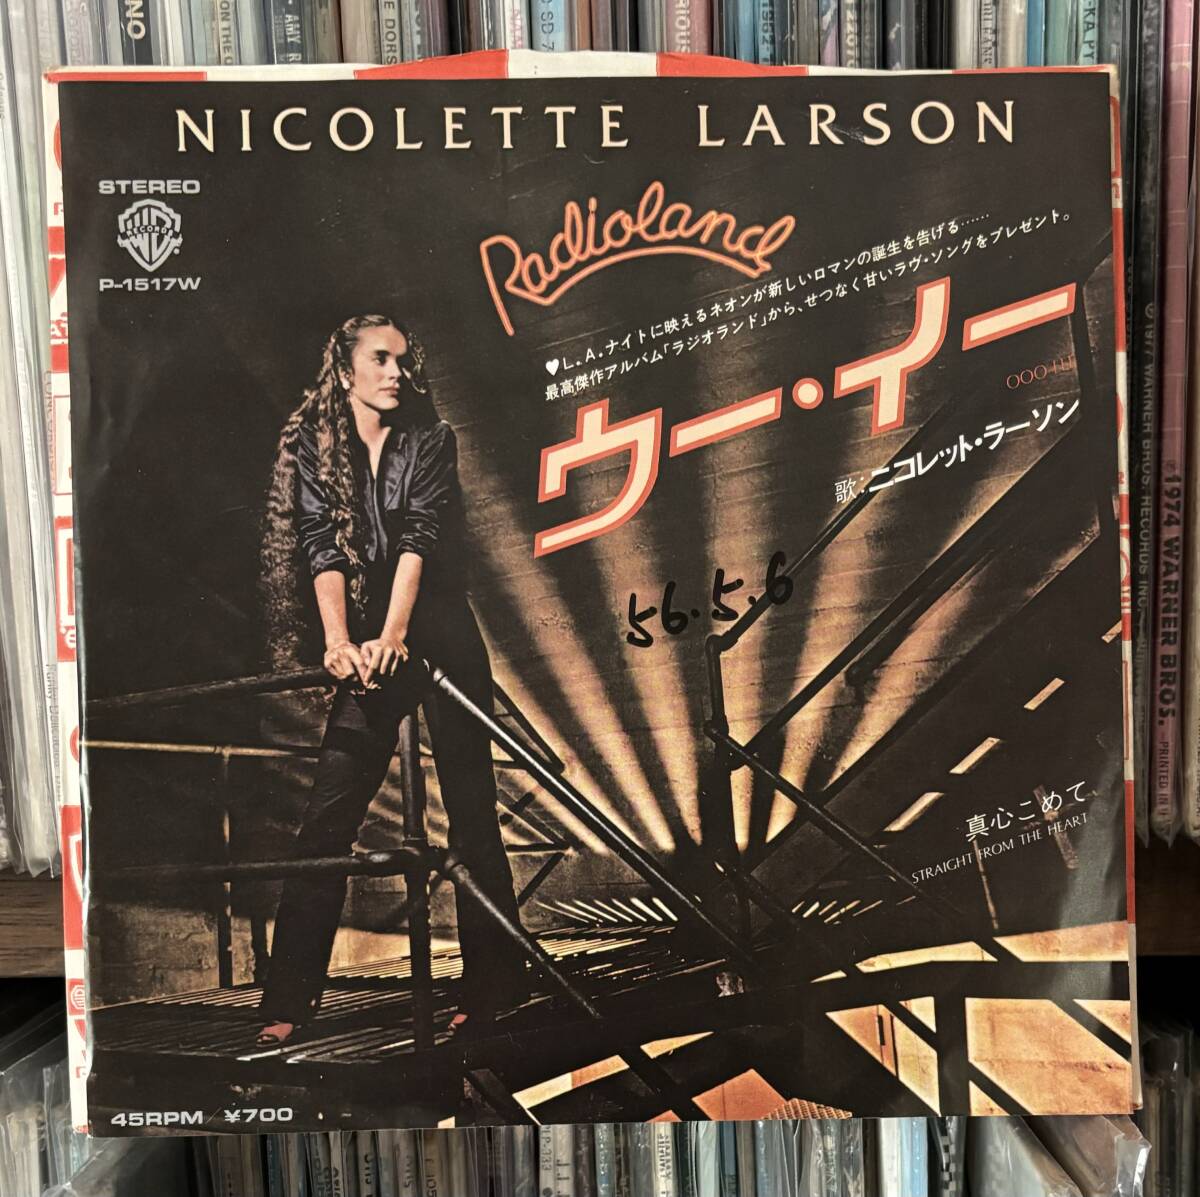 NICOLETTE LARSON
STEREO
RECORDS
P-1517W
Radioland
♥L.A.ナイトに映えるネオンが新しいロマンの誕生を告げる……
最高傑作アルバム「ラジオランド」から、せつなく甘いラヴ・ソングをプレゼント。
ウー・イー
歌:ニコレット・ラーソン
56.5.6
真心こめて
STRAIGHT FROM THE HEART
45RPM / ¥700
1974 WARNER BROS.